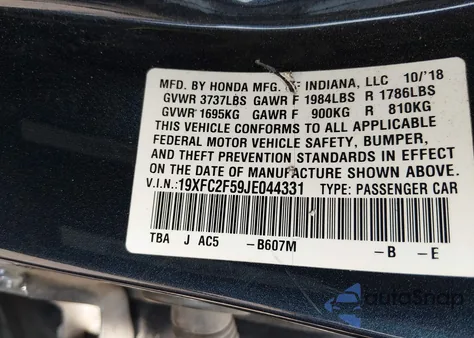 MFD. BY HONDA MFG. OF INDIANA, LLC 10/'18
GVWR 3737LBS GAWR F 1984LBS R 1786LBS
GVWR 1695KG GAWR F 900KG R 810KG
THIS VEHICLE CONFORMS TO ALL APPLICABLE
FEDERAL MOTOR VEHICLE SAFETY, BUMPER,
AND THEFT PREVENTION STANDARDS IN EFFECT
ON THE DATE OF MANUFACTURE SHOWN ABOVE.
V.I.N.:19XFC2F59JE044331 TYPE: PASSENGER CAR
TBA J AC5 -B607M -B -E
autoSnap